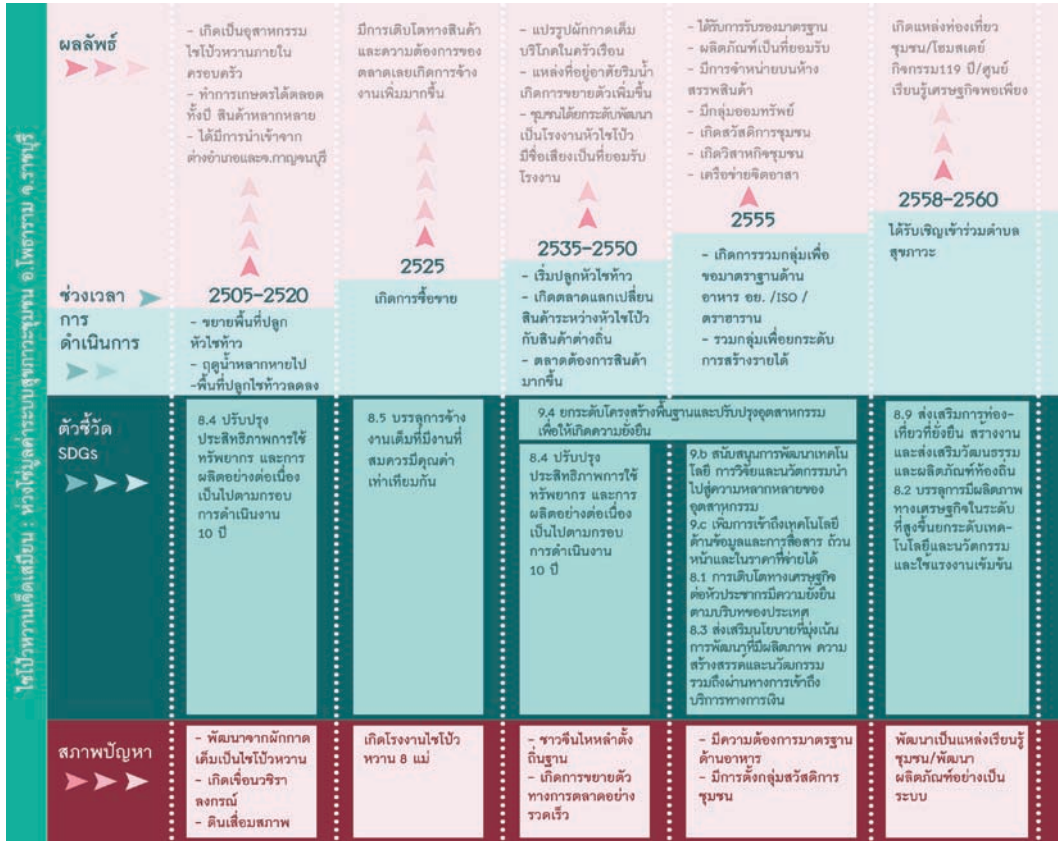 ไชโป้วหวานเจ็ดเสมียน : ห่วงโซ่มูลค่าระบบสุขภาวะชุมชน อ.โพธาราม จ.ราชบุรี
ผลลัพธ์
- เกิดเป็นอุสาหกรรม
ไชโป้วหวานภายใน
ครอบครัว
- ทำการเกษตรได้ตลอด
ทั้งปี สินค้าหลากหลาย
- ได้มีการนำเข้าจาก
ต่างอำเภอและจ.กาญจนบุรี
มีการเติบโตทางสินค้า
และความต้องการของ
ตลาดเลยเกิดการจ้าง
งานเพิ่มมากขึ้น
- แปรรูปผักกาดเค็ม
บริโภคในครัวเรือน
- แหล่งที่อยู่อาศัยริมน้ำ
เกิดการขยายตัวเพิ่มขึ้น
- ชุมชนได้ยกระดับพัฒนา
เป็นโรงงานหัวไชโป้ว
มีชื่อเสียงเป็นที่ยอมรับ
โรงงาน
- ได้รับการรับรองมาตรฐาน
- ผลิตภัณฑ์เป็นที่ยอมรับ
- มีการจำหน่ายบนห้าง
สรรพสินค้า
- มีกลุ่มออมทรัพย์
- เกิดสวัสดิการชุมชน
- เกิดวิสาหกิจชุมชน
- เครือข่ายจิตอาสา
เกิดแหล่งท่องเที่ยว
ชุมชน/โฮมสเตย์
กิจกรรม119 ปี/ศูนย์
เรียนรู้เศรษฐกิจพอเพียง
ช่วงเวลา
การ
ดำเนินการ
2505-2520
- ขยายพื้นที่ปลูก
หัวไชท้าว
- ฤดูน้ำหลากหายไป
-พื้นที่ปลูกไชท้าวลดลง
2525
เกิดการซื้อขาย
2535-2550
- เริ่มปลูกหัวไชท้าว
- เกิดตลาดแลกเปลี่ยน
สินค้าระหว่างหัวไชโป้ว
กับสินค้าต่างถิ่น
- ตลาดต้องการสินค้า
มากขึ้น
2555
- เกิดการรวมกลุ่มเพื่อ
ขอมาตราฐานด้าน
อาหาร อย. /ISO /
ตราฮาราน
- รวมกลุ่มเพื่อยกระดับ
การสร้างรายได้
2558-2560
ได้รับเชิญเข้าร่วมตำบล
สุขภาวะ
ตัวชี้วัด
SDGs
8.4 ปรับปรุง
ประสิทธิภาพการใช้
ทรัพยากร และการ
ผลิตอย่างต่อเนื่อง
เป็นไปตามกรอบ
การดำเนินงาน
10 ปี
8.5 บรรลุการจ้าง
งานเต็มที่มีงานที่
สมควรมีคุณค่า
เท่าเทียมกัน
9.4 ยกระดับโครงสร้างพื้นฐานและปรับปรุงอุตสาหกรรม
เพื่อให้เกิดความยั่งยืน
8.4 ปรับปรุง
ประสิทธิภาพการใช้
ทรัพยากร และการ
ผลิตอย่างต่อเนื่อง
เป็นไปตามกรอบ
การดำเนินงาน
10 ปี
9.b สนับสนุนการพัฒนาเทคโน
โลยี การวิจัยและนวัตกรรมนำ
ไปสู่ความหลากหลายของ
อุตสาหกรรม
9.c เพิ่มการเข้าถึงเทคโนโลยี
ด้านข้อมูลและการสื่อสาร ถ้วน
หน้าและในราคาที่จ่ายได้
8.1 การเติบโตทางเศรษฐกิจ
ต่อหัวประชากรมีความยั่งยืน
ตามบริบทของประเทศ
8.3 ส่งเสริมนโยบายที่มุ่งเน้น
การพัฒนาที่มีผลิตภาพ ความ
สร้างสรรค์และนวัตกรรม
รวมถึงผ่านทางการเข้าถึง
บริการทางการเงิน
8.9 ส่งเสริมการท่อง-
เที่ยวที่ยั่งยืน สร้างงาน
และส่งเสริมวัฒนธรรม
และผลิตภัณฑ์ท้องถิ่น
8.2 บรรลุการมีผลิตภาพ
ทางเศรษฐกิจในระดับ
ที่สูงขึ้นยกระดับเทค-
โนโลยีและนวัตกรรม
และใช้แรงงานเข้มข้น
สภาพปัญหา
- พัฒนาจากผักกาด
เค็มเป็นไชโป้วหวาน
- เกิดเขื่อนวชิรา
ลงกรณ์
- ดินเสื่อมสภาพ
เกิดโรงงานไชโป้ว
หวาน 8 แม่
- ชาวจีนไหหลำตั้ง
ถิ่นฐาน
- เกิดการขยายตัว
ทางการตลาดอย่าง
รวดเร็ว
- มีความต้องการมาตรฐาน
ด้านอาหาร
- มีการตั้งกลุ่มสวัสดิการ
ชุมชน
พัฒนาเป็นแหล่งเรียนรู้
ชุมชน/พัฒนา
ผลิตภัณฑ์อย่างเป็น
ระบบ